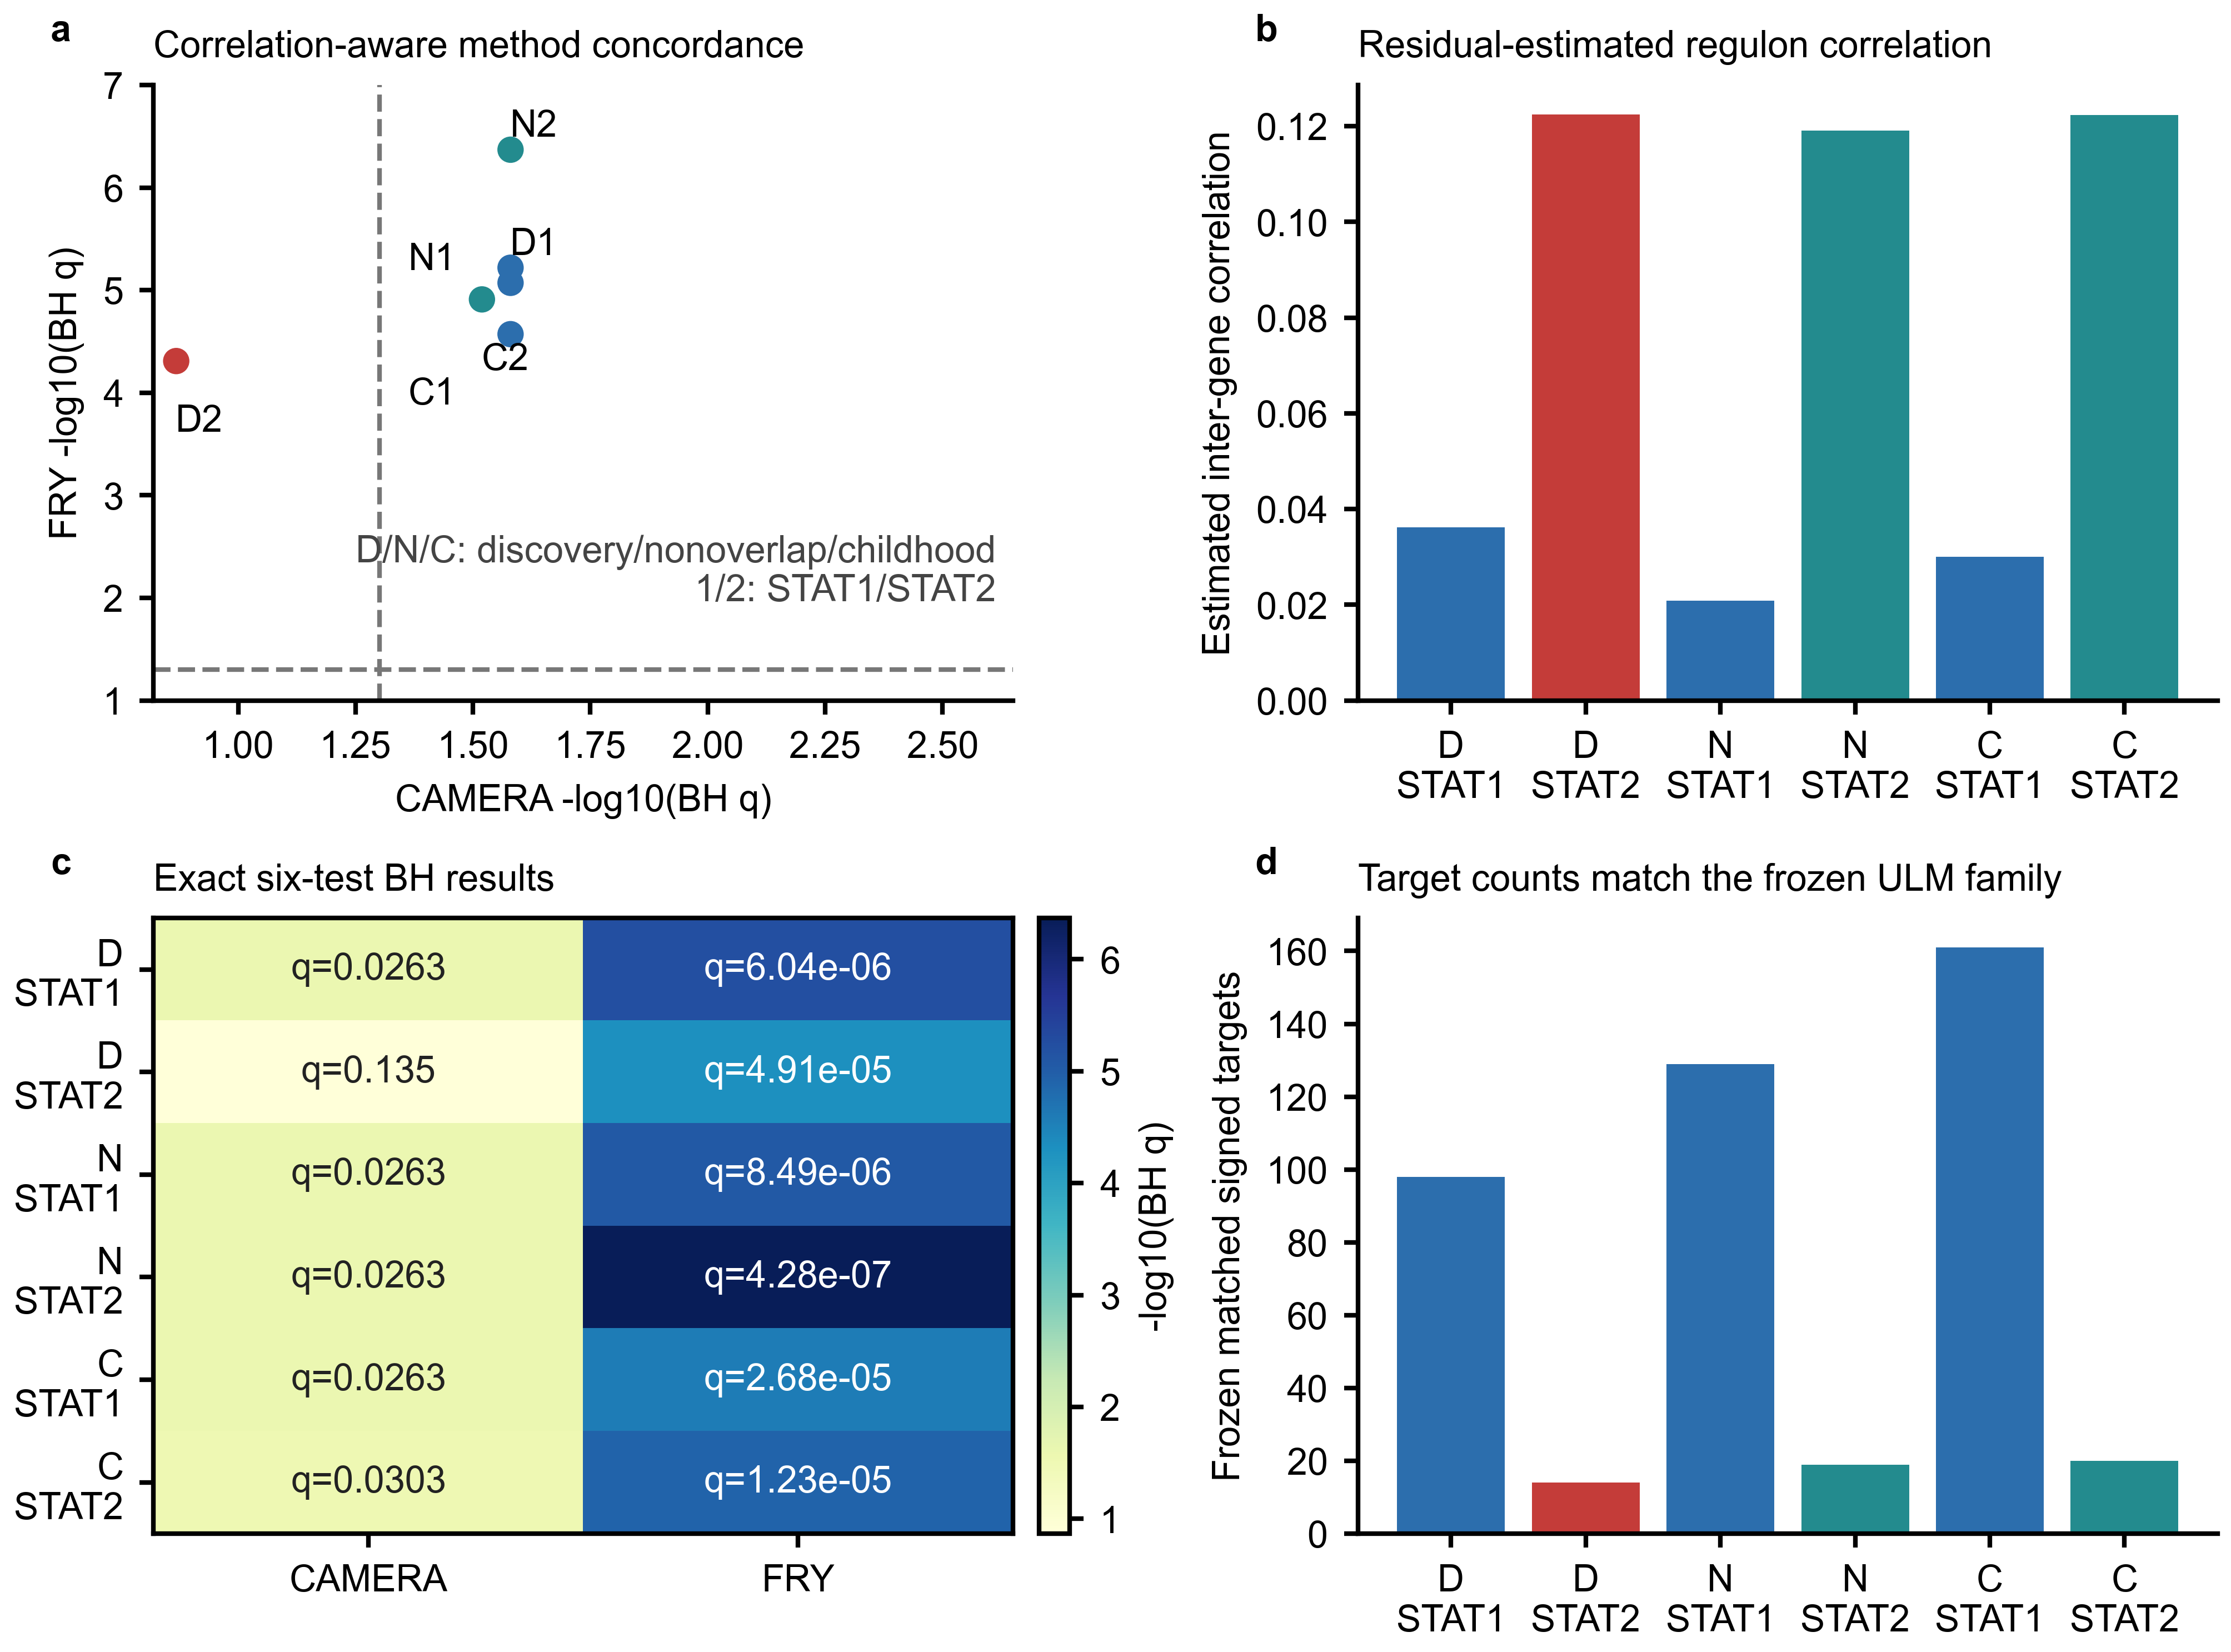 a
Correlation-aware method concordance
7
6
5
4
3
2
1
FRY -log10(BH q)
N2
D1
N1
C2
C1
D2
D/N/C: discovery/nonoverlap/childhood
1/2: STAT1/STAT2
1.00 1.25 1.50 1.75 2.00 2.25 2.50
CAMERA -log10(BH q)
b
Residual-estimated regulon correlation
0.12
0.10
0.08
0.06
0.04
0.02
0.00
Estimated inter-gene correlation
D D N N C C
STAT1 STAT2 STAT1 STAT2 STAT1 STAT2
c
Exact six-test BH results
D
STAT1
q=0.0263 q=6.04e-06
D
STAT2
q=0.135 q=4.91e-05
N
STAT1
q=0.0263 q=8.49e-06
N
STAT2
q=0.0263 q=4.28e-07
C
STAT1
q=0.0263 q=2.68e-05
C
STAT2
q=0.0303 q=1.23e-05
CAMERA FRY
6
5
4
3
2
1
-log10(BH q)
d
Target counts match the frozen ULM family
160
140
120
100
80
60
40
20
0
Frozen matched signed targets
D D N N C C
STAT1 STAT2 STAT1 STAT2 STAT1 STAT2